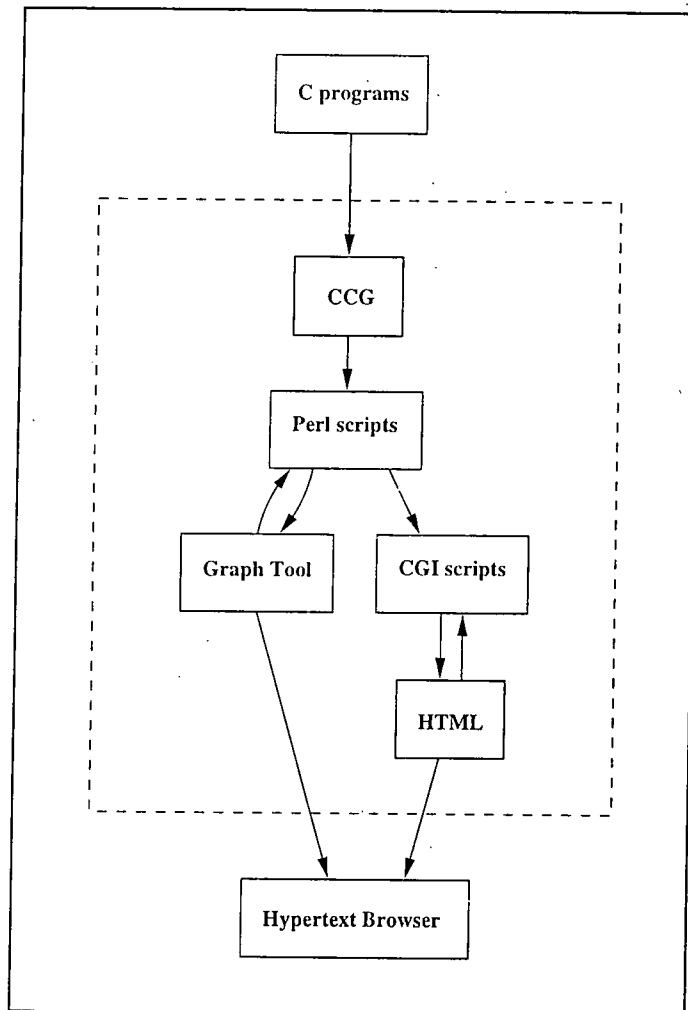 C programs
CCG
Perl scripts
Graph Tool
CGI scripts
HTML
Hypertext Browser